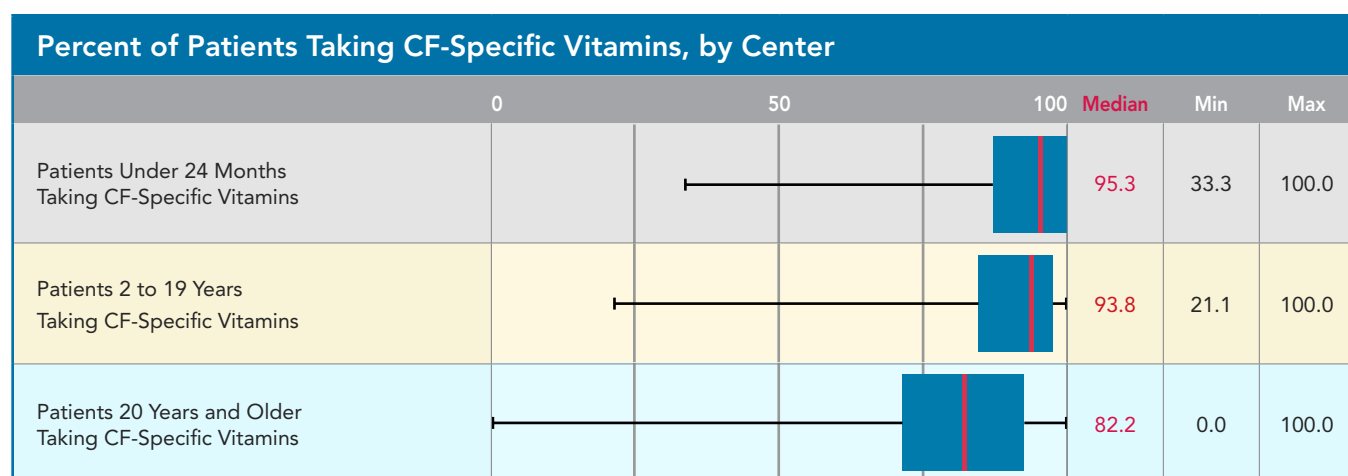 Percent of Patients Taking CF-Specific Vitamins, by Center
0 50 100 Median Min Max
Patients Under 24 Months
Taking CF-Specific Vitamins
95.3 33.3 100.0
Patients 2 to 19 Years
Taking CF-Specific Vitamins
93.8 21.1 100.0
Patients 20 Years and Older
Taking CF-Specific Vitamins
82.2 0.0 100.0